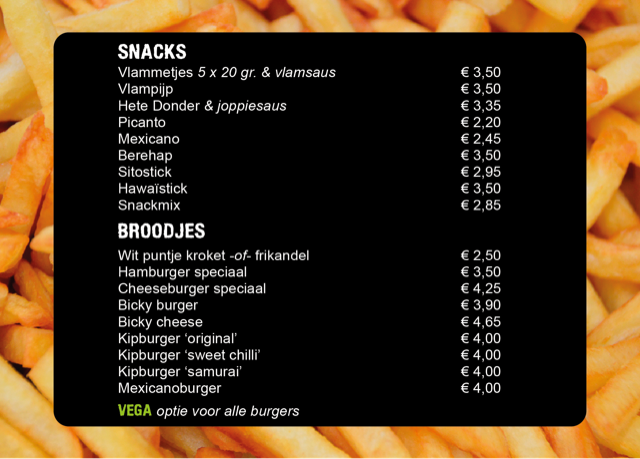 SNACKS
Vlammetjes 5 x 20 gr. & vlamsaus € 3,50
Vlampijp € 3,50
Hete Donder & joppiesaus € 3,35
Picanto € 2,20
Mexicano € 2,45
Berehap € 3,50
Sitostick € 2,95
Hawaïstick € 3,50
Snackmix € 2,85
BROODJES
Wit puntje kroket -of- frikandel € 2,50
Hamburger speciaal € 3,50
Cheeseburger speciaal € 4,25
Bicky burger € 3,90
Bicky cheese € 4,65
Kipburger ‘original’ € 4,00
Kipburger ‘sweet chilli’ € 4,00
Kipburger ‘samurai’ € 4,00
Mexicanoburger € 4,00
VEGA optie voor alle burgers